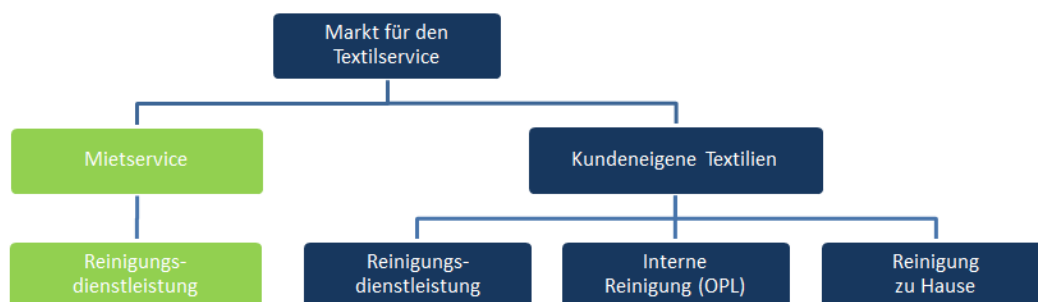 Markt für den
Textilservice
Mietservice
Kundeneigene Textilien
Reinigungs-
dienstleistung
Reinigungs-
dienstleistung
Interne
Reinigung (OPL)
Reinigung
zu Hause